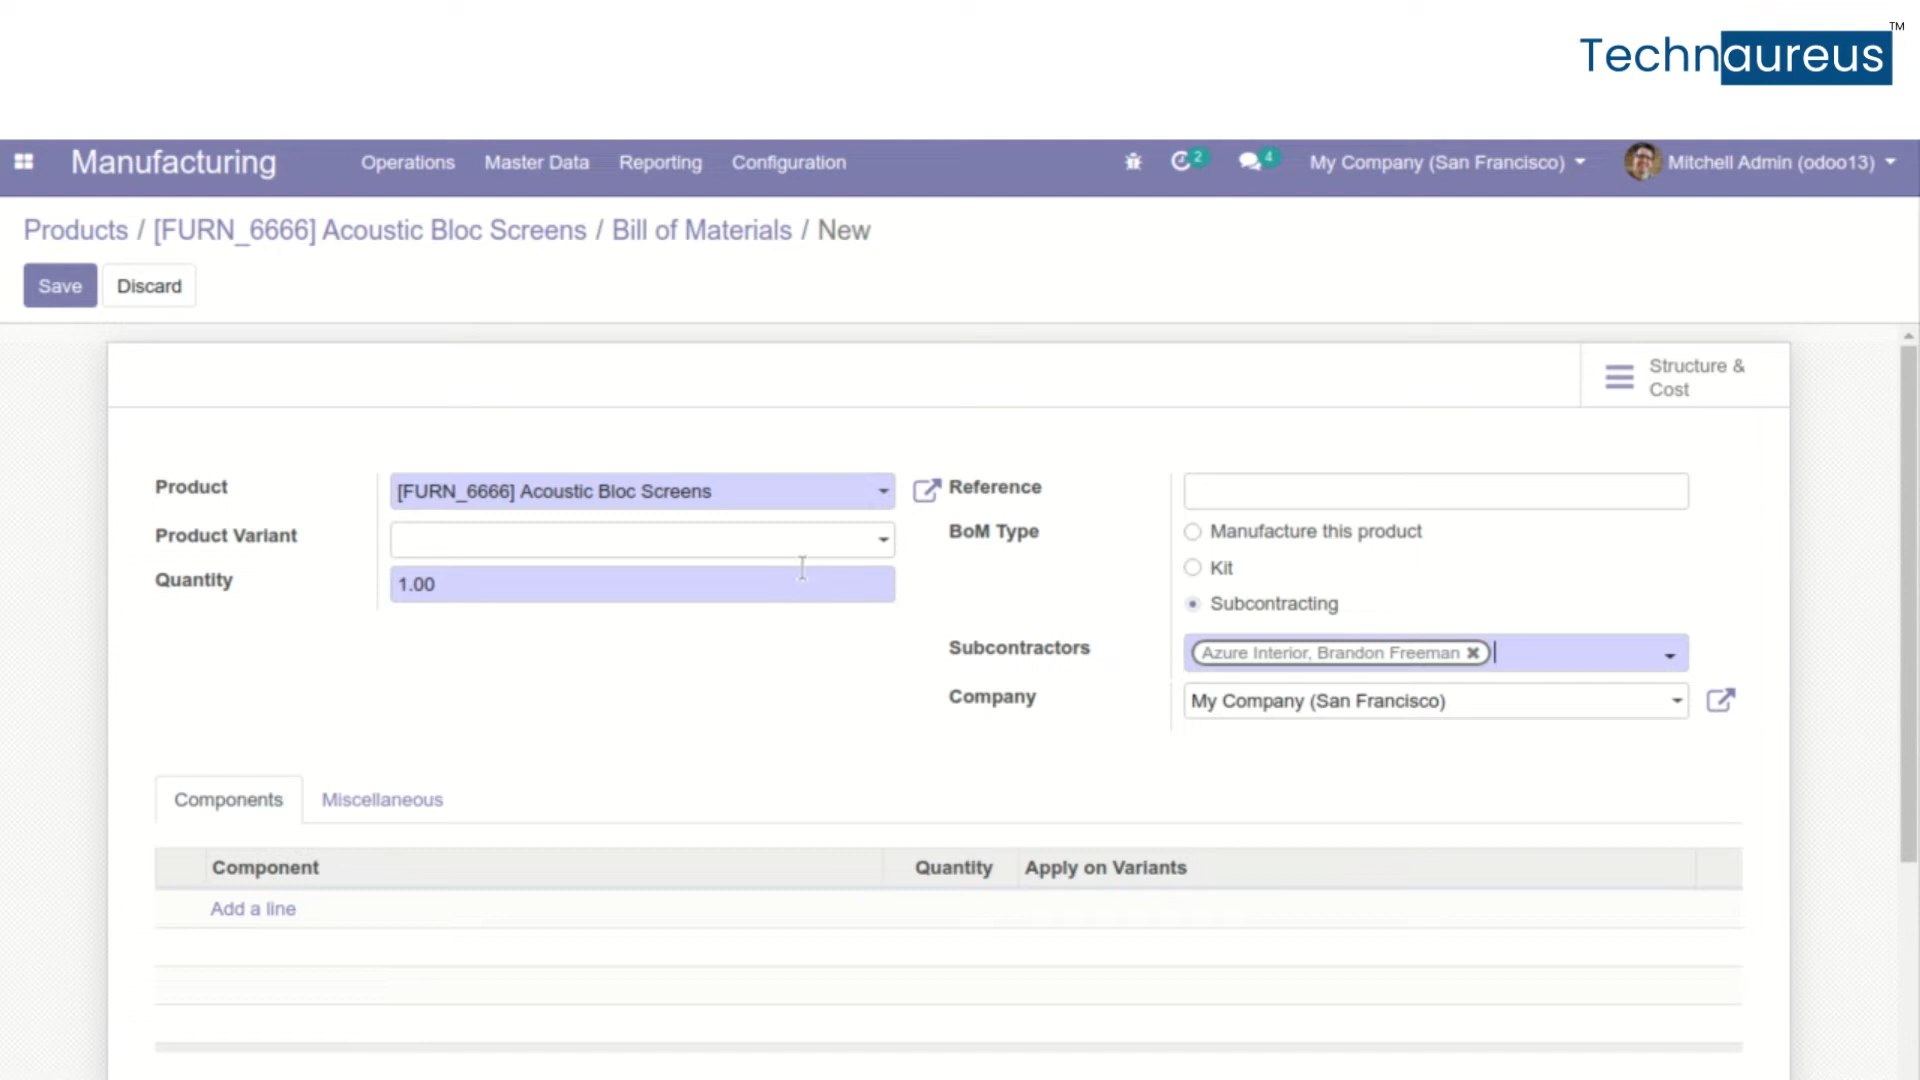 Technaureus™
Manufacturing Operations Master Data Reporting Configuration 2 4 My Company (San Francisco) Mitchell Admin (odoo13)
Products / [FURN_6666] Acoustic Bloc Screens / Bill of Materials / New
Save Discard
Structure &
Cost
Product [FURN_6666] Acoustic Bloc Screens
Product Variant
Quantity 1.00
Reference
BoM Type Manufacture this product
Kit
Subcontracting
Subcontractors Azure Interior, Brandon Freeman
Company My Company (San Francisco)
Components Miscellaneous
Component Quantity Apply on Variants
Add a line